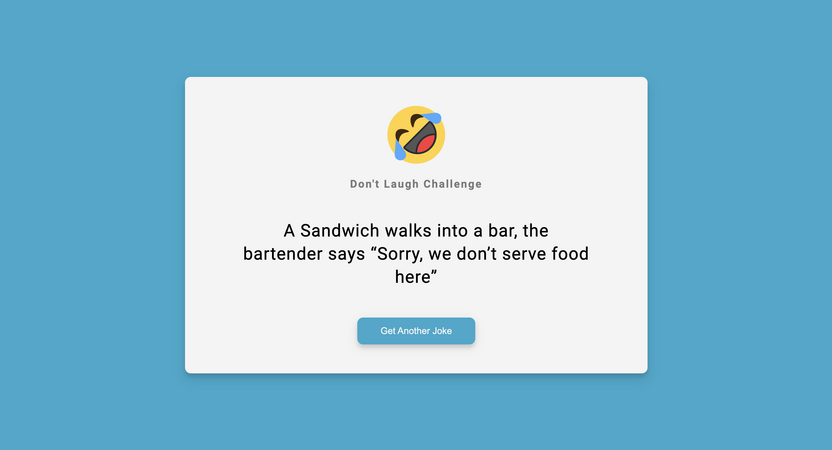 Don't Laugh Challenge
A Sandwich walks into a bar, the
bartender says “Sorry, we don’t serve food
here”
Get Another Joke